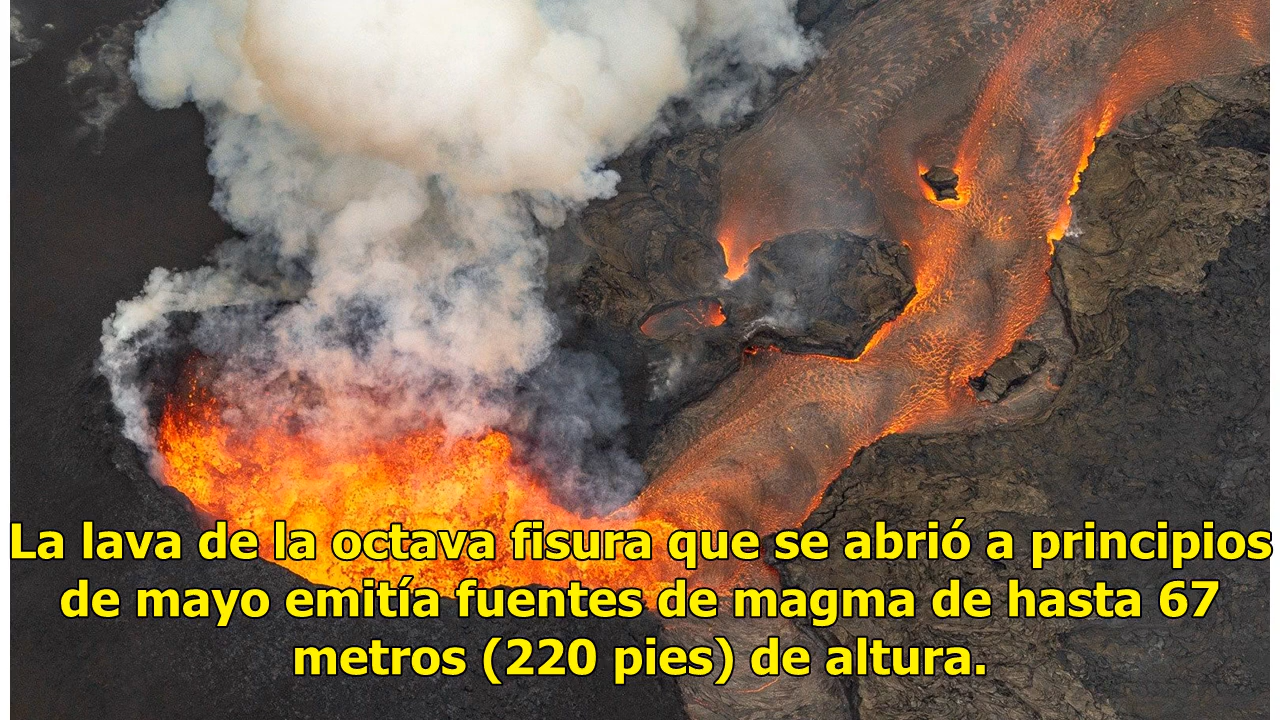 La lava de la octava fisura que se abrió a principios
de mayo emitía fuentes de magma de hasta 67
metros (220 pies) de altura.